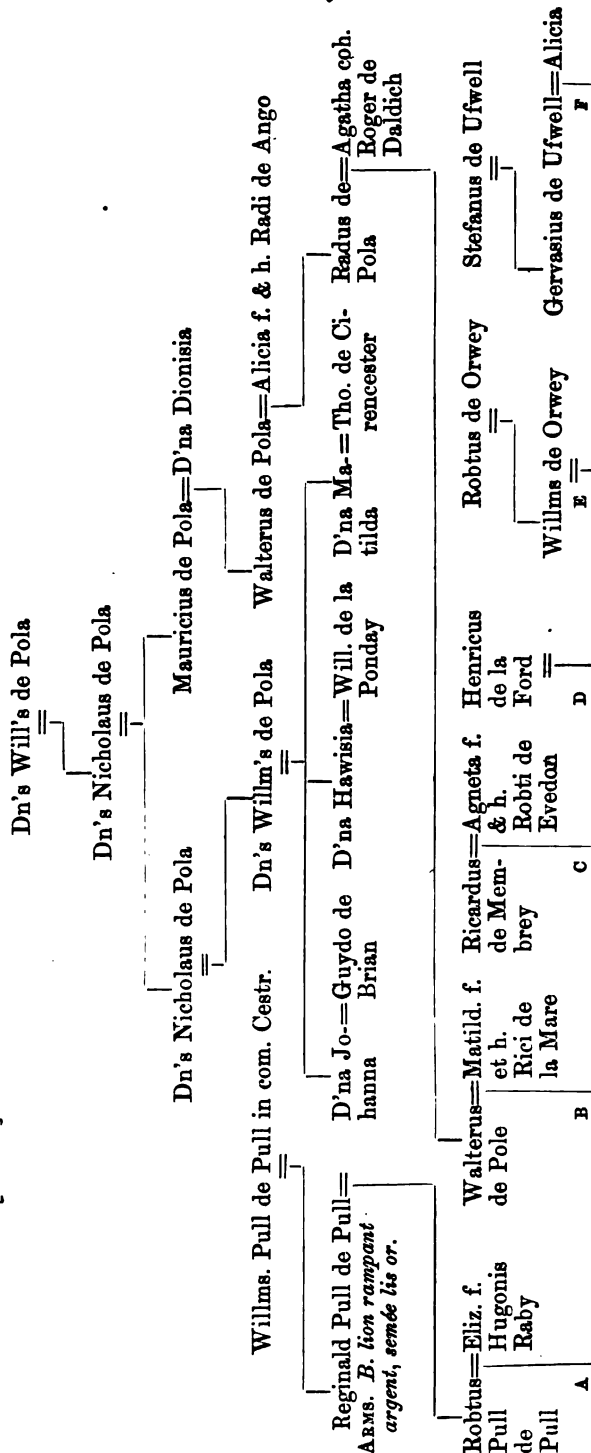 Dn's Will's de Pola
Dn's Nicholaus de Pola
Dn's Nicholaus de Pola
Mauricius de Pola=D'na Dionisia
Willms. Pull de Pull in com. Cestr.
Dn's Willm's de Pola
Walterus de Pola=Alicia f. & h. Radi de Ango
Reginald Pull de Pull=
ARMS. B. lion rampant
argent, semée lis or.
D'na Jo-=Guydo de
hanna Brian
D'na Hawisia=Will. de la
Ponday
D'na Ma-=Tho. de Ci-
tilda rencester
Radus de=Agatha coh.
Pola Roger de
Daldich
Robtus=Eliz. f.
Pull Hugonis
de Raby
Pull
A
Walterus=Matild. f.
de Pole et h.
Rici de
la Mare
B
Ricardus=Agneta f.
de Mem- & h.
brey Robti de
Evedon
C
Henricus
de la
Ford
D
Robtus de Orwey
Willms de Orwey
E
Stefanus de Ufwell
Gervasius de Ufwell=Alicia
F